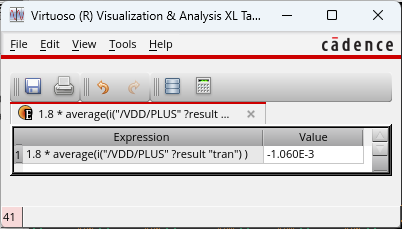 Virtuoso (R) Visualization & Analysis XL Ta...
File Edit View Tools Help cādence
1.8 * average(i("/VDD/PLUS" ?result ...
Expression Value
1 1.8 * average(i("/VDD/PLUS" ?result "tran") ) -1.060E-3
41